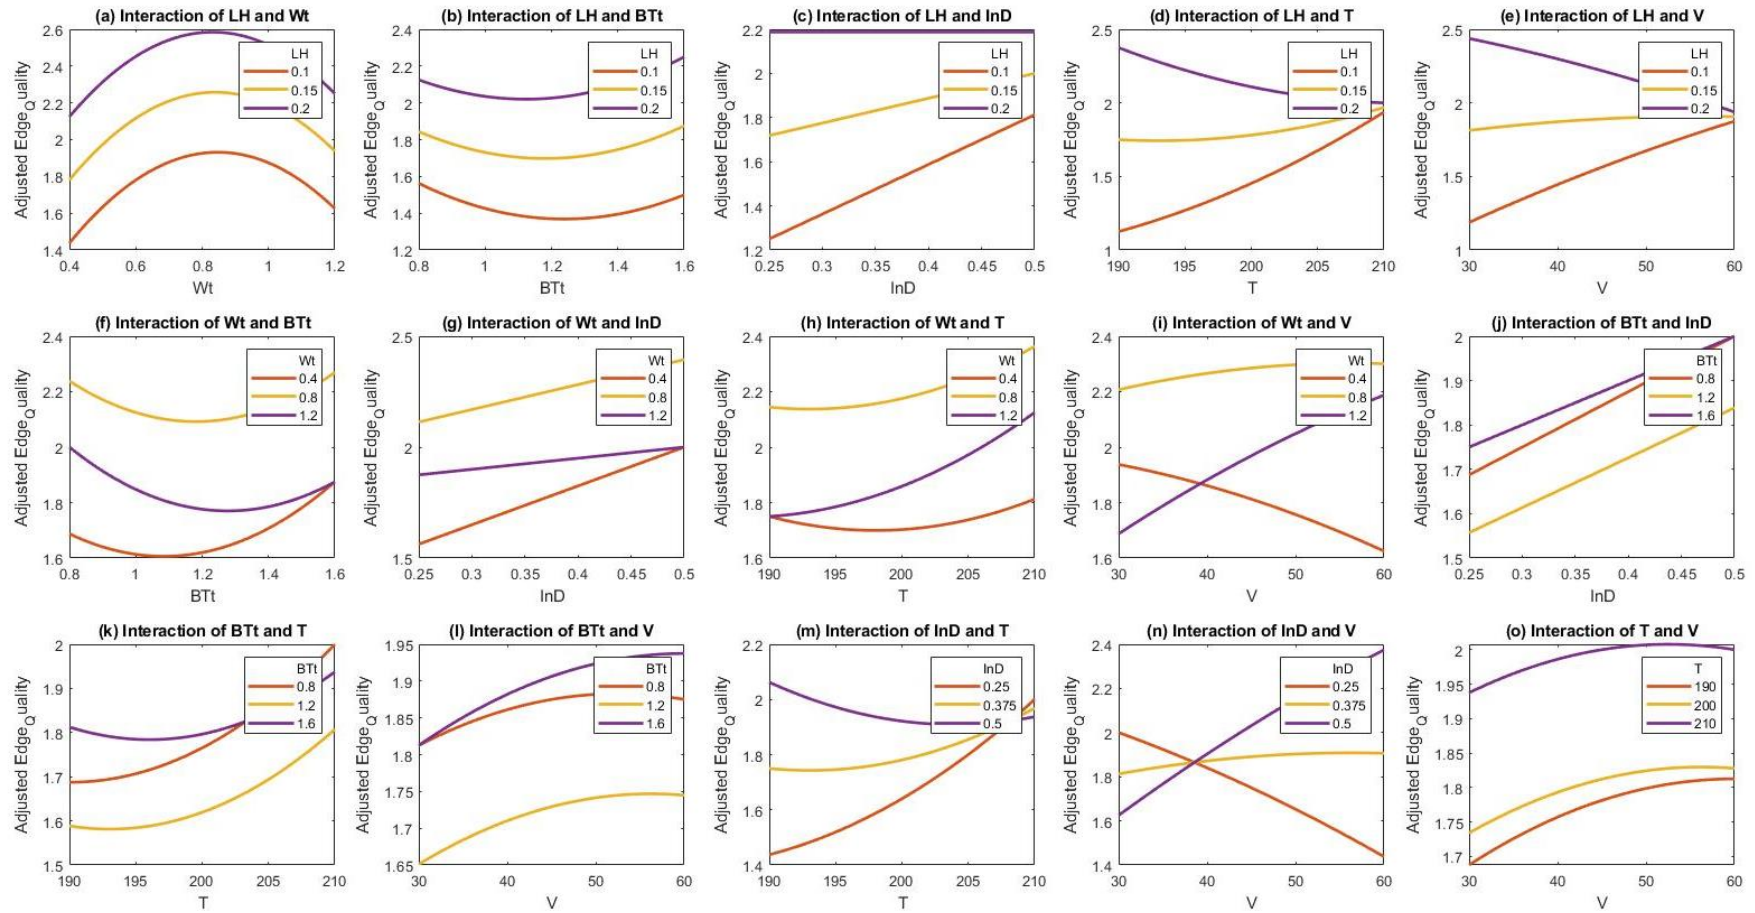 (a) Interaction of LH and Wt
Adjusted Edge_Quality
2.6
2.4
2.2
2
1.8
1.6
1.4
0.4 0.6 0.8 1 1.2
Wt
LH
0.1
0.15
0.2
(b) Interaction of LH and BTt
Adjusted Edge_Quality
2.4
2.2
2
1.8
1.6
1.4
1.2
0.8 1 1.2 1.4 1.6
BTt
LH
0.1
0.15
0.2
(c) Interaction of LH and InD
Adjusted Edge_Quality
2.2
2
1.8
1.6
1.4
1.2
0.25 0.3 0.35 0.4 0.45 0.5
InD
LH
0.1
0.15
0.2
(d) Interaction of LH and T
Adjusted Edge_Quality
2.5
2
1.5
1
190 195 200 205 210
T
LH
0.1
0.15
0.2
(e) Interaction of LH and V
Adjusted Edge_Quality
2.5
2
1.5
1
30 40 50 60
V
LH
0.1
0.15
0.2
(f) Interaction of Wt and BTt
Adjusted Edge_Quality
2.4
2.2
2
1.8
1.6
0.8 1 1.2 1.4 1.6
BTt
Wt
0.4
0.8
1.2
(g) Interaction of Wt and InD
Adjusted Edge_Quality
2.5
2
1.5
0.25 0.3 0.35 0.4 0.45 0.5
InD
Wt
0.4
0.8
1.2
(h) Interaction of Wt and T
Adjusted Edge_Quality
2.4
2.2
2
1.8
1.6
190 195 200 205 210
T
Wt
0.4
0.8
1.2
(i) Interaction of Wt and V
Adjusted Edge_Quality
2.4
2.2
2
1.8
1.6
30 40 50 60
V
Wt
0.4
0.8
1.2
(j) Interaction of BTt and InD
Adjusted Edge_Quality
2
1.9
1.8
1.7
1.6
1.5
0.25 0.3 0.35 0.4 0.45 0.5
InD
BTt
0.8
1.2
1.6
(k) Interaction of BTt and T
Adjusted Edge_Quality
2
1.9
1.8
1.7
1.6
1.5
190 195 200 205 210
T
BTt
0.8
1.2
1.6
(l) Interaction of BTt and V
Adjusted Edge_Quality
1.95
1.9
1.85
1.8
1.75
1.7
1.65
30 40 50 60
V
BTt
0.8
1.2
1.6
(m) Interaction of InD and T
Adjusted Edge_Quality
2.2
2
1.8
1.6
1.4
190 195 200 205 210
T
InD
0.25
0.375
0.5
(n) Interaction of InD and V
Adjusted Edge_Quality
2.4
2.2
2
1.8
1.6
1.4
30 40 50 60
V
InD
0.25
0.375
0.5
(o) Interaction of T and V
Adjusted Edge_Quality
2
1.95
1.9
1.85
1.8
1.75
1.7
30 40 50 60
V
T
190
200
210